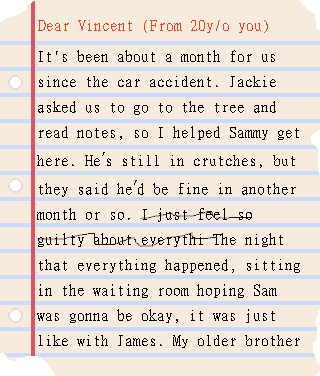 Dear Vincent (From 20y/o you)
It's been about a month for us
since the car accident. Jackie
asked us to go to the tree and
read notes, so I helped Sammy get
here. He's still in crutches, but
they said he'd be fine in another
month or so. I just feel so
guilty about everythi The night
that everything happened, sitting
in the waiting room hoping Sam
was gonna be okay, it was just
like with James. My older brother